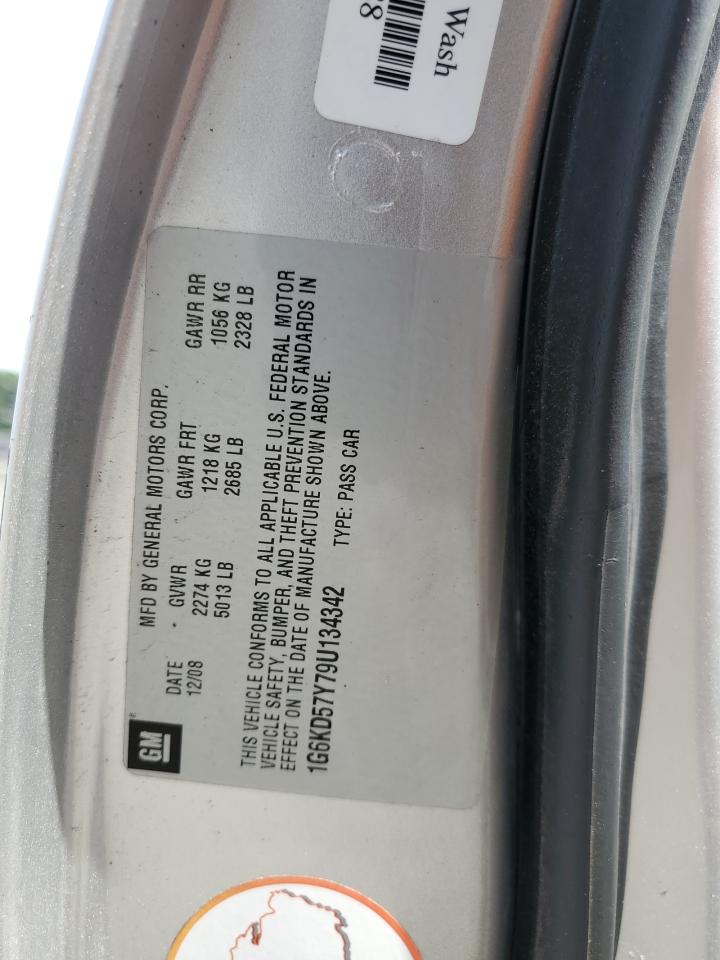 Wash
68
GM
MFD BY GENERAL MOTORS CORP.
DATE GVWR GAWR FRT GAWR RR
12/08 2274 KG 1218 KG 1056 KG
5013 LB 2685 LB 2328 LB
THIS VEHICLE CONFORMS TO ALL APPLICABLE U.S. FEDERAL MOTOR
VEHICLE SAFETY, BUMPER, AND THEFT PREVENTION STANDARDS IN
EFFECT ON THE DATE OF MANUFACTURE SHOWN ABOVE.
1G6KD57Y79U134342 TYPE: PASS CAR